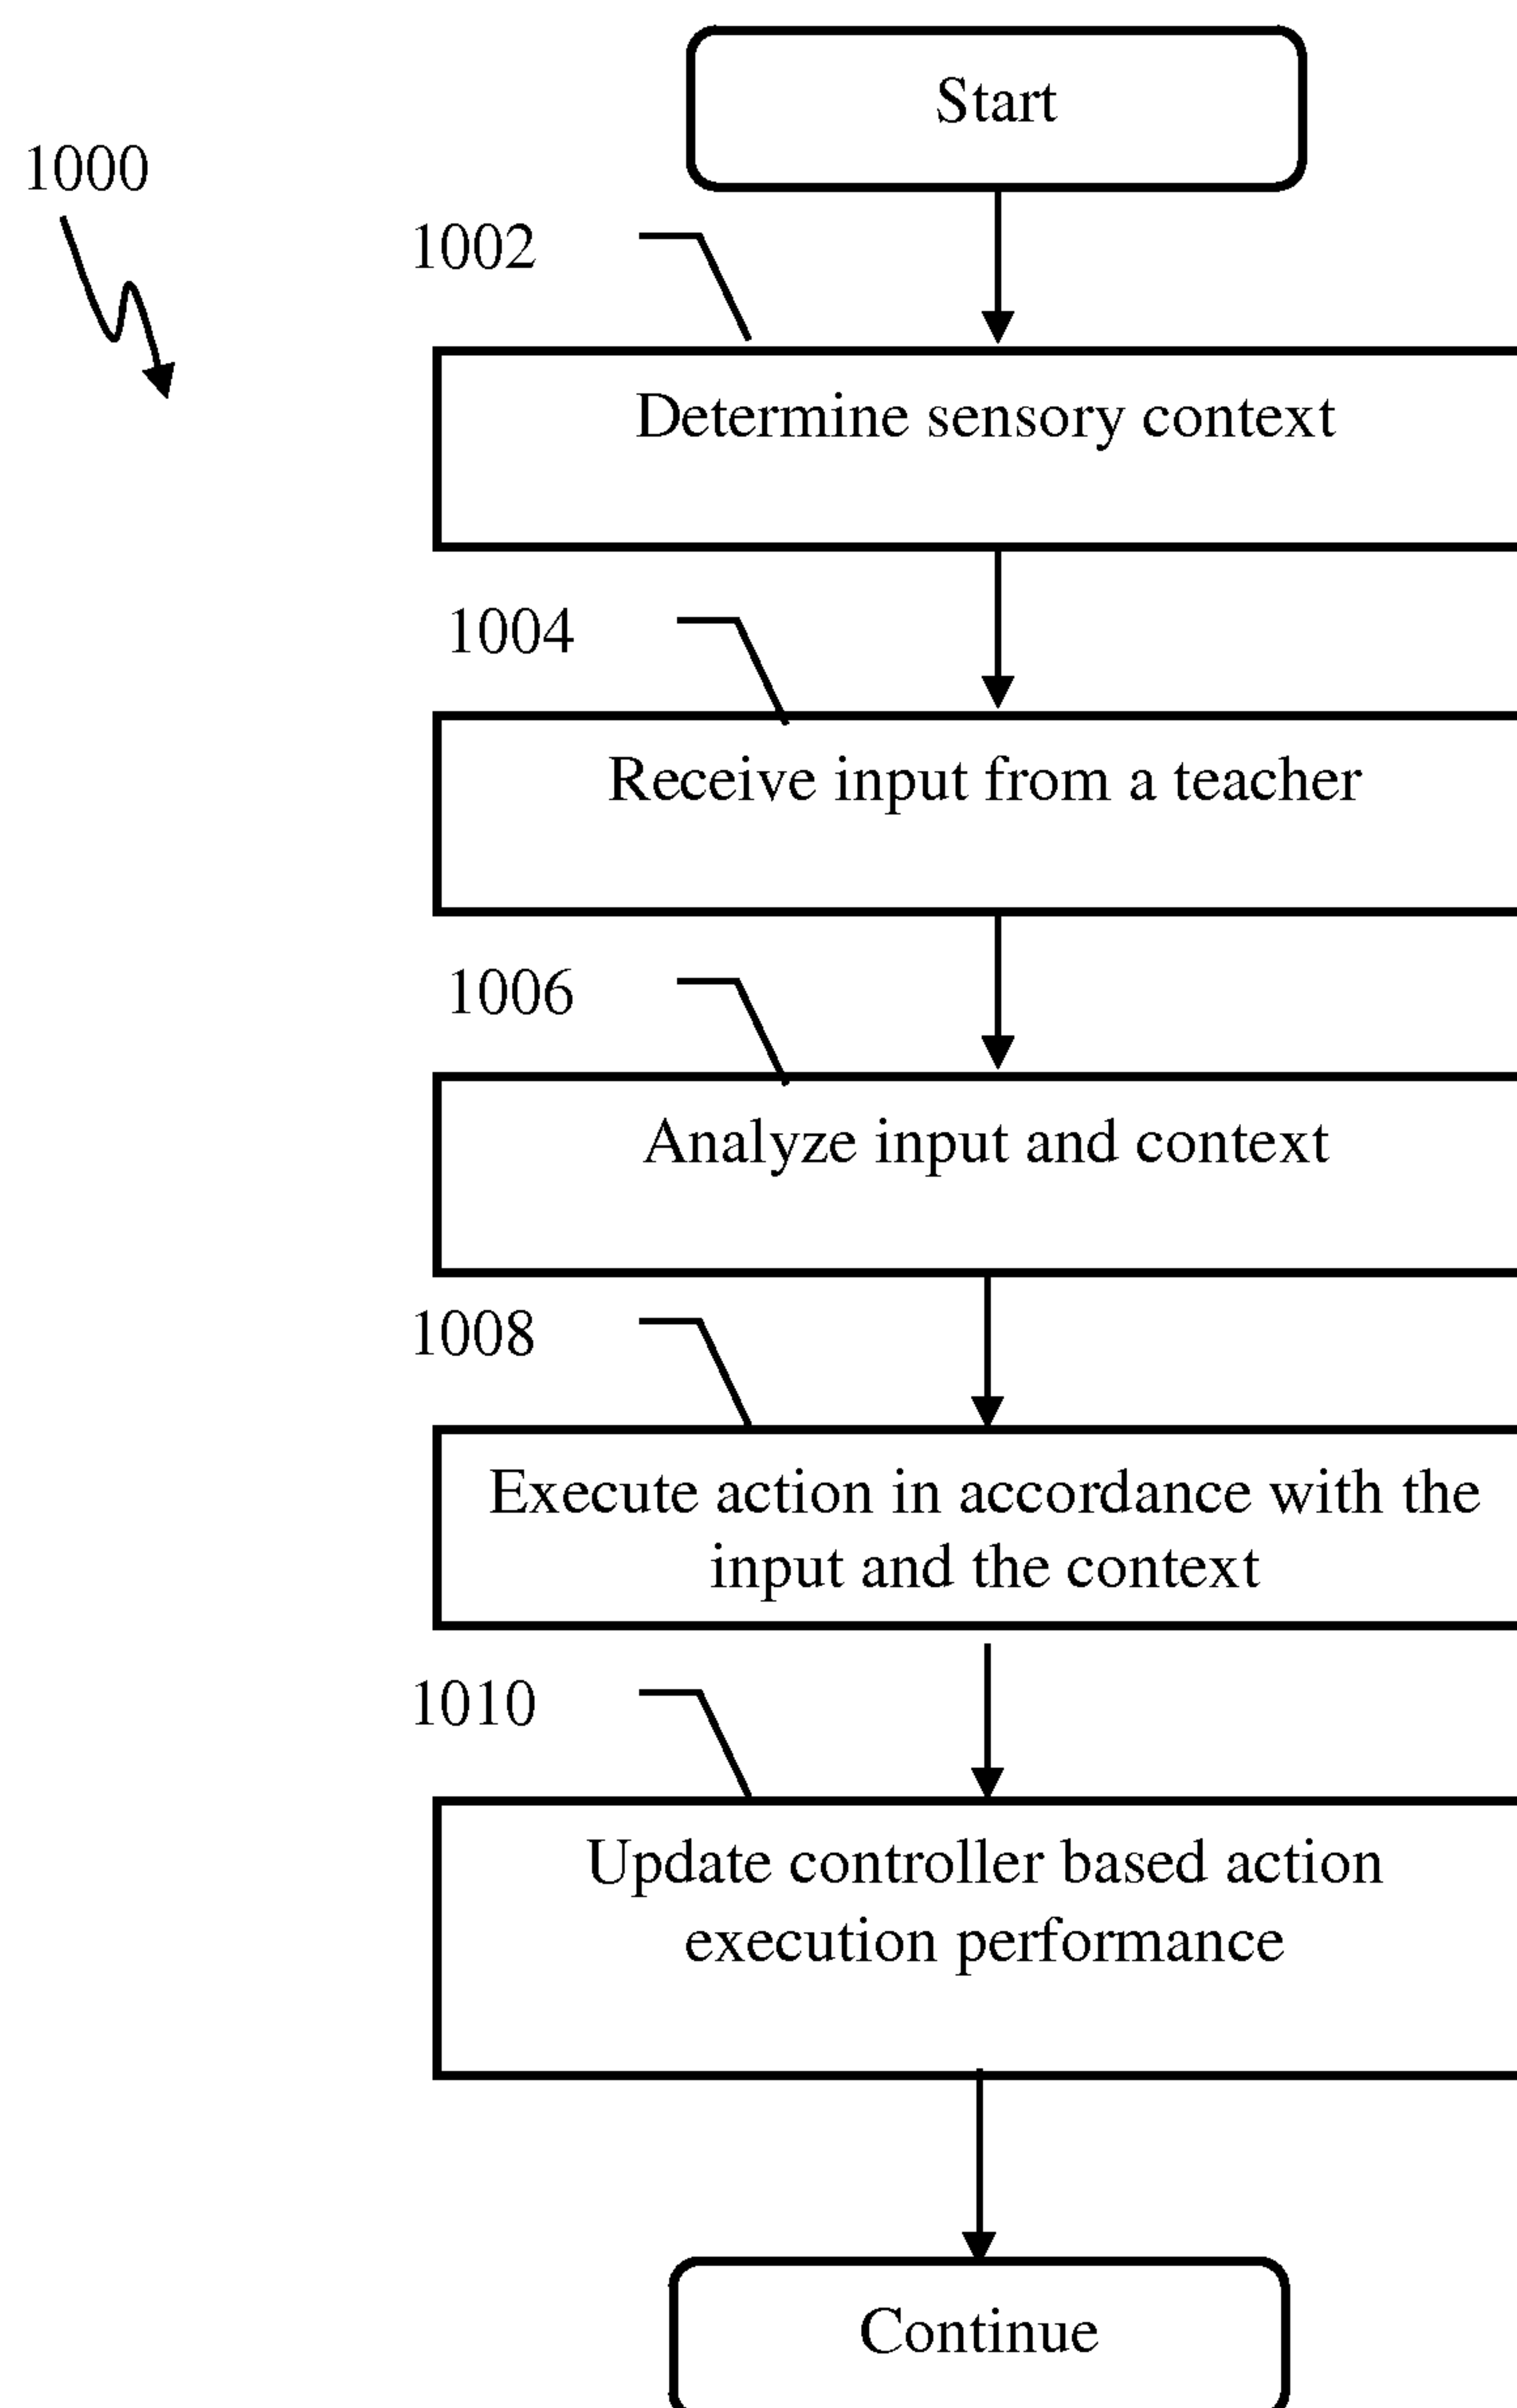 Start
1000
1002
Determine sensory context
1004
Receive input from a teacher
1006
Analyze input and context
1008
Execute action in accordance with the
input and the context
1010
Update controller based action
execution performance
Continue